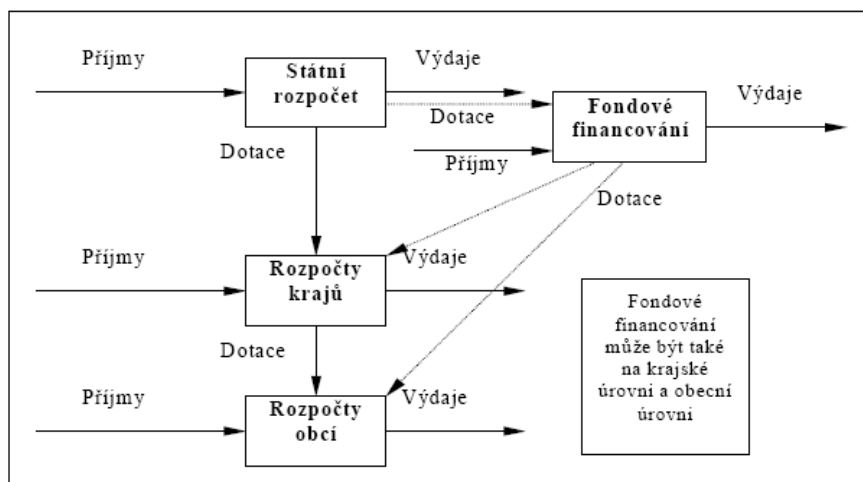 Příjmy
Státní
rozpočet
Výdaje
Dotace
Fondové
financování
Výdaje
Příjmy
Dotace
Dotace
Příjmy
Rozpočty
krajů
Výdaje
Dotace
Příjmy
Rozpočty
obcí
Výdaje
Fondové
financování
může být také
na krajské
úrovni a obecní
úrovni